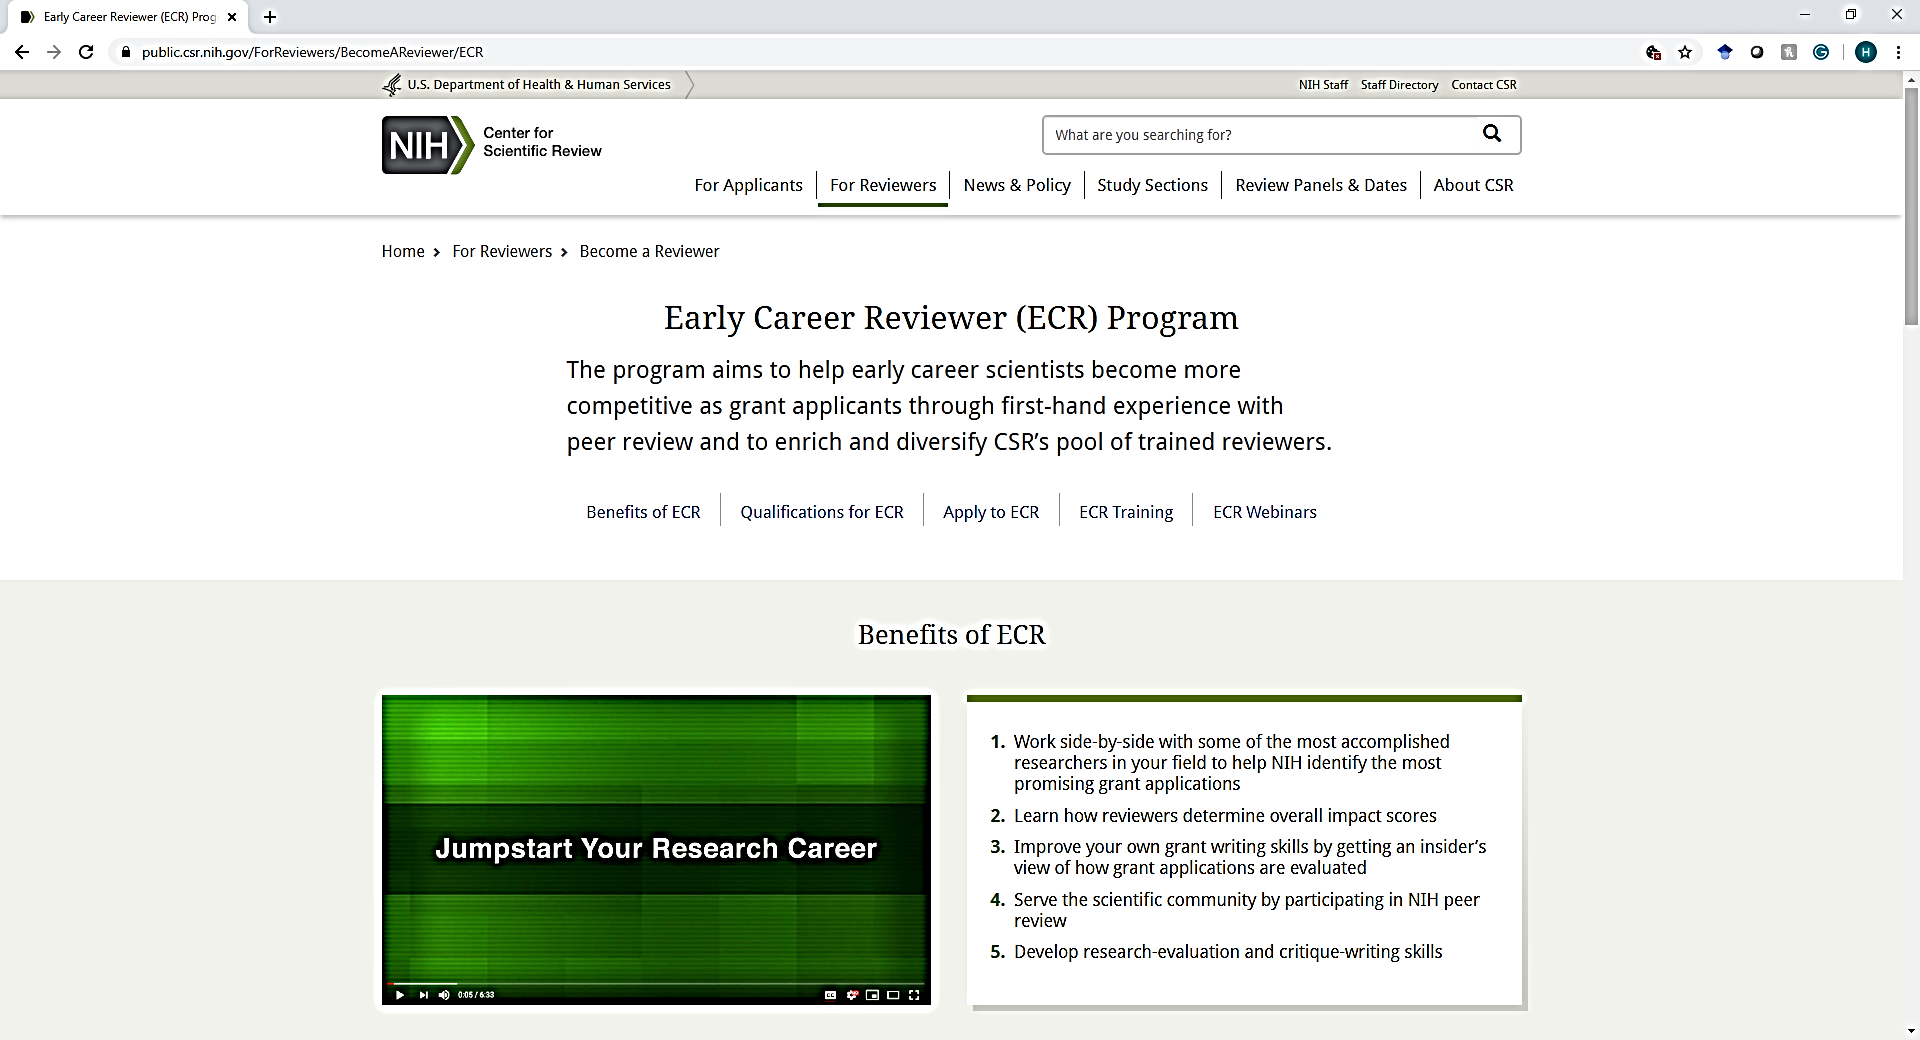 Early Career Reviewer (ECR) Prog
public.csr.nih.gov/ForReviewers/BecomeAReviewer/ECR
H
U.S. Department of Health & Human Services
NIH Staff Staff Directory Contact CSR
NIH Center for
Scientific Review
What are you searching for?
For Applicants For Reviewers News & Policy Study Sections Review Panels & Dates About CSR
Home For Reviewers Become a Reviewer
Early Career Reviewer (ECR) Program
The program aims to help early career scientists become more
competitive as grant applicants through first-hand experience with
peer review and to enrich and diversify CSR’s pool of trained reviewers.
Benefits of ECR Qualifications for ECR Apply to ECR ECR Training ECR Webinars
Benefits of ECR
Jumpstart Your Research Career
0:05 / 6:33
CC
1. Work side-by-side with some of the most accomplished
researchers in your field to help NIH identify the most
promising grant applications
2. Learn how reviewers determine overall impact scores
3. Improve your own grant writing skills by getting an insider’s
view of how grant applications are evaluated
4. Serve the scientific community by participating in NIH peer
review
5. Develop research-evaluation and critique-writing skills